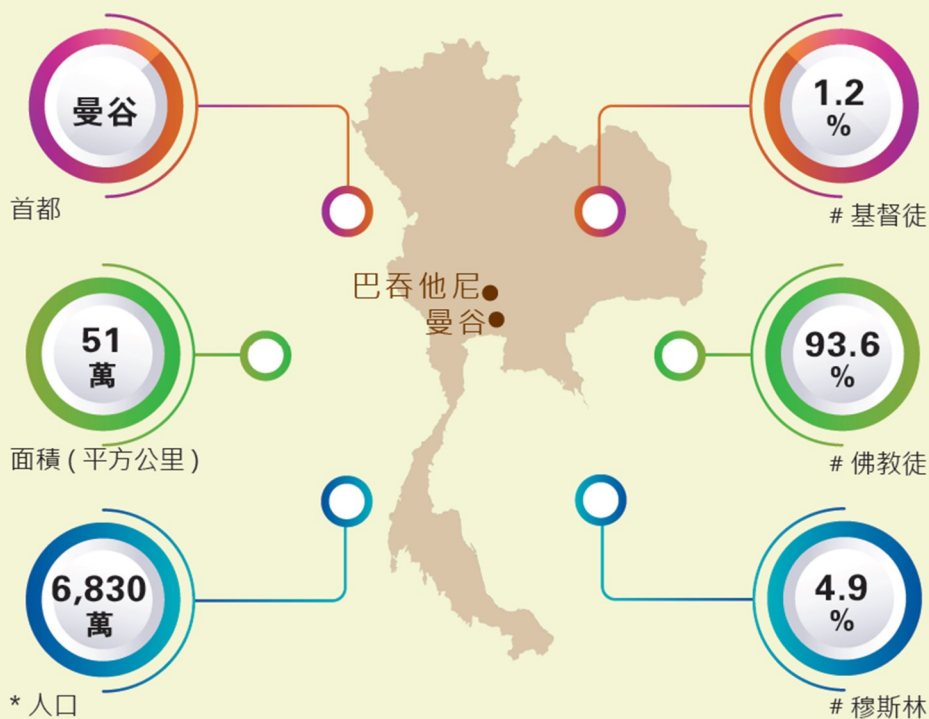 曼谷
首都
1.2
%
# 基督徒
巴吞他尼
曼谷
51
萬
面積 ( 平方公里 )
93.6
%
# 佛教徒
6,830
萬
* 人口
4.9
%
# 穆斯林